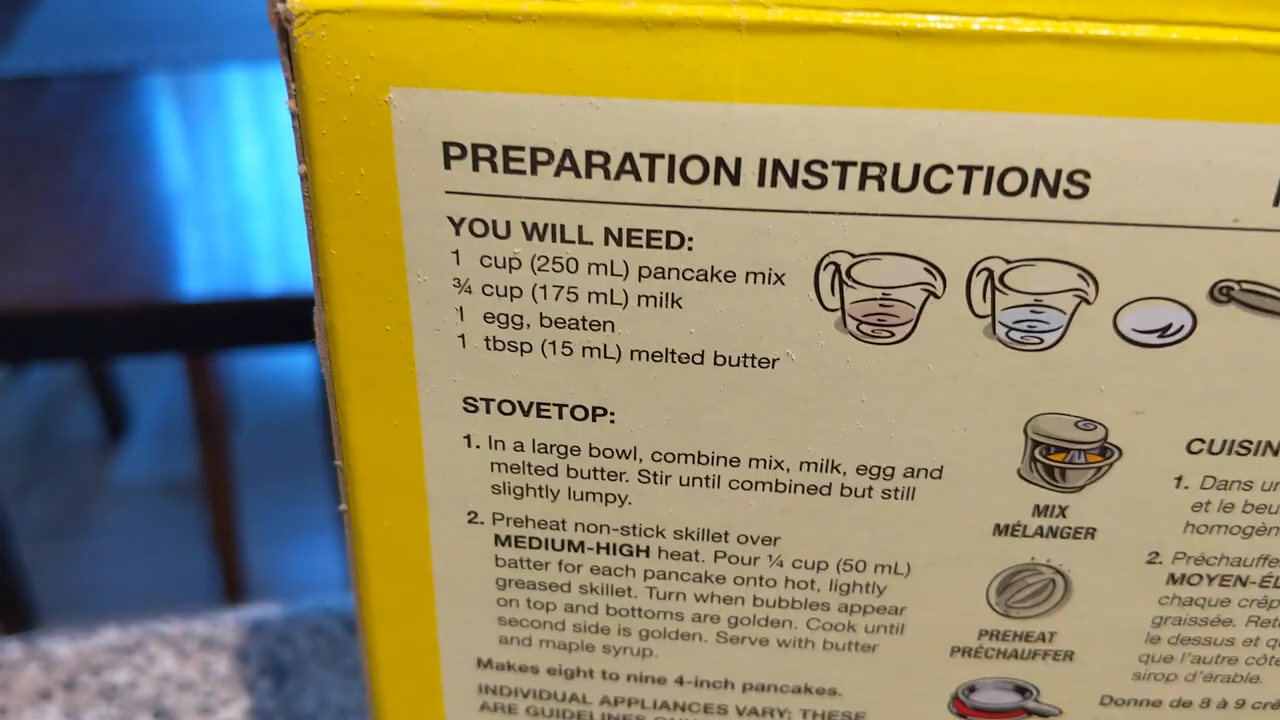 PREPARATION INSTRUCTIONS
YOU WILL NEED:
1 cup (250 mL) pancake mix
¾ cup (175 mL) milk
1 egg, beaten
1 tbsp (15 mL) melted butter
STOVETOP:
1. In a large bowl, combine mix, milk, egg and
melted butter. Stir until combined but still
slightly lumpy.
2. Preheat non-stick skillet over
MEDIUM-HIGH heat. Pour ¼ cup (50 mL)
batter for each pancake onto hot, lightly
greased skillet. Turn when bubbles appear
on top and bottoms are golden. Cook until
second side is golden. Serve with butter
and maple syrup.
Makes eight to nine 4-inch pancakes.
INDIVIDUAL APPLIANCES VARY; THESE
ARE GUIDELINES
MIX
MÉLANGER
PREHEAT
PRÉCHAUFFER
CUISIN
1. Dans un
et le beu
homogèn
2. Préchauffe
MOYEN-ÉL
chaque crêp
graissée. Ret
le dessus et q
que l'autre côté
sirop d'érable.
Donne de 8 à 9 crê